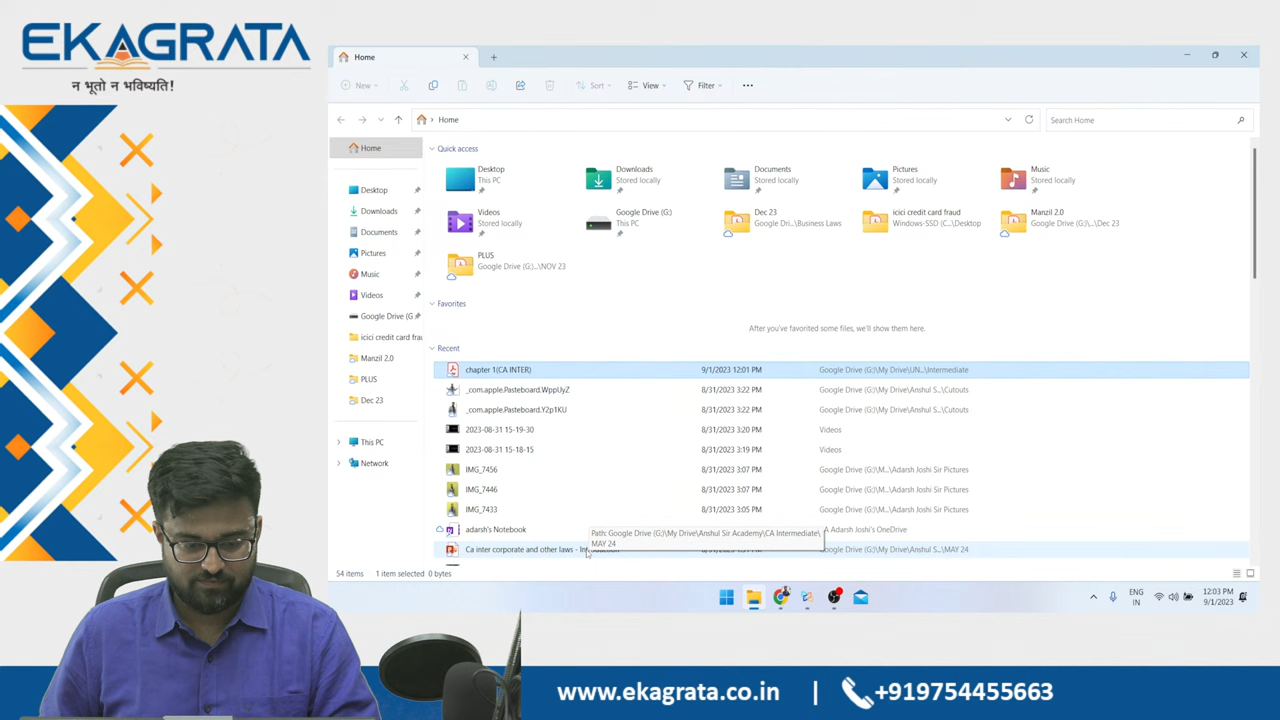 EKAGRATA
न भूतो न भविष्यति!
Home
New
Sort
View
Filter
Home
Search Home
Home
Desktop
Downloads
Documents
Pictures
Music
Videos
Google Drive (G
icici credit card frau
Manzil 2.0
PLUS
Dec 23
This PC
Network
Quick access
Desktop
This PC
Downloads
Stored locally
Documents
Stored locally
Pictures
Stored locally
Music
Stored locally
Videos
Stored locally
Google Drive (G:)
This PC
Dec 23
Google Dri...\Business Laws
icici credit card fraud
Windows-SSD (C...\Desktop
Manzil 2.0
Google Drive (G:)\...\Dec 23
PLUS
Google Drive (G:)...\NOV 23
Favorites
After you've favorited some files, we'll show them here.
Recent
chapter 1(CA INTER) 9/1/2023 12:01 PM Google Drive (G:)\My Drive\UN...\Intermediate
_com.apple.Pasteboard.WppUyZ 8/31/2023 3:22 PM Google Drive (G:)\My Drive\Anshul S...\Cutouts
_com.apple.Pasteboard.Y2p1KU 8/31/2023 3:22 PM Google Drive (G:)\My Drive\Anshul S...\Cutouts
2023-08-31 15-19-30 8/31/2023 3:22 PM Videos
2023-08-31 15-18-15 8/31/2023 3:19 PM Videos
IMG_7456 8/31/2023 3:07 PM Google Drive (G:)\M...\Adarsh Joshi Sir Pictures
IMG_7446 8/31/2023 3:07 PM Google Drive (G:)\M...\Adarsh Joshi Sir Pictures
IMG_7433 8/31/2023 3:05 PM Google Drive (G:)\M...\Adarsh Joshi Sir Pictures
adarsh's Notebook A Adarsh Joshi's OneDrive
Path: Google Drive (G:)\My Drive\Anshul Sir Academy\CA Intermediate\
MAY 24
Ca inter corporate and other laws - Google Drive (G:)\My Drive\Anshul S...\MAY 24
54 items 1 item selected 0 bytes
ENG
IN
12:03 PM
9/1/2023
www.ekagrata.co.in | +919754455663